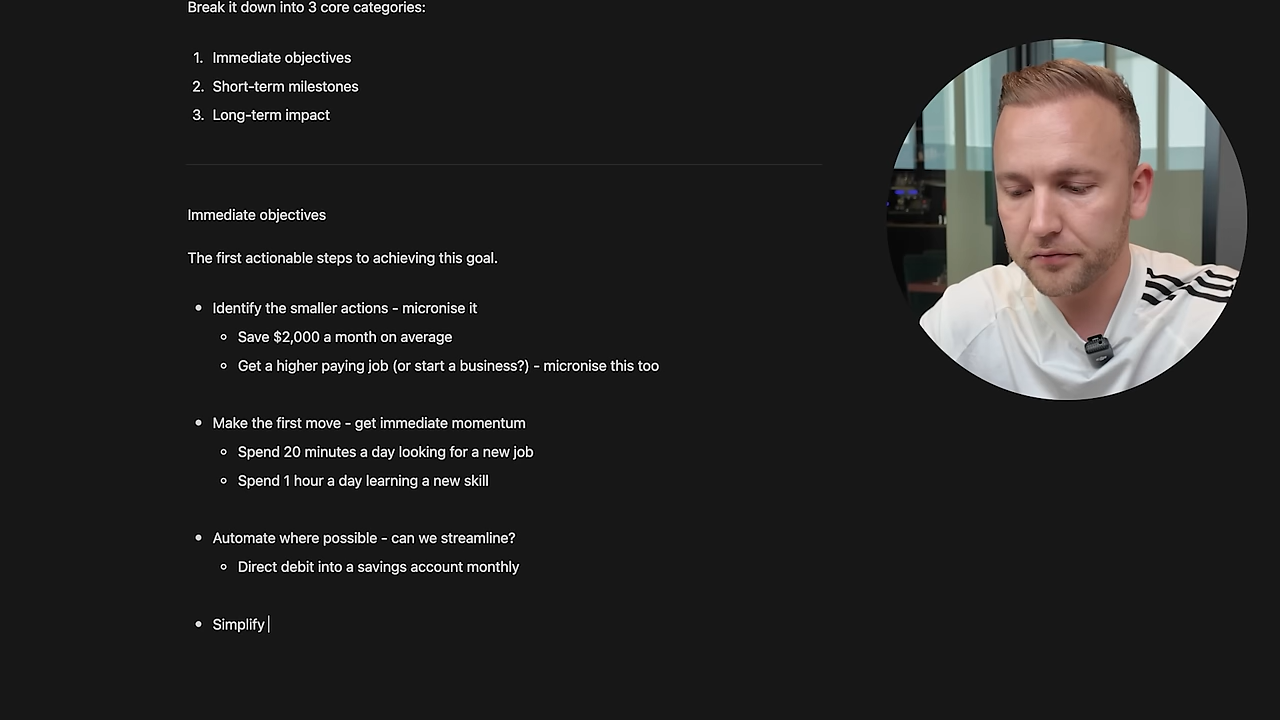 Break it down into 3 core categories:
1. Immediate objectives
2. Short-term milestones
3. Long-term impact
Immediate objectives
The first actionable steps to achieving this goal.
• Identify the smaller actions - micronise it
◦ Save $2,000 a month on average
◦ Get a higher paying job (or start a business?) - micronise this too
• Make the first move - get immediate momentum
◦ Spend 20 minutes a day looking for a new job
◦ Spend 1 hour a day learning a new skill
• Automate where possible - can we streamline?
◦ Direct debit into a savings account monthly
• Simplify